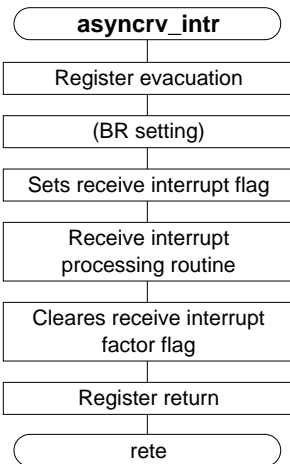 asyncrv_intr
Register evacuation
(BR setting)
Sets receive interrupt flag
Receive interrupt
processing routine
Cleares receive interrupt
factor flag
Register return
rete